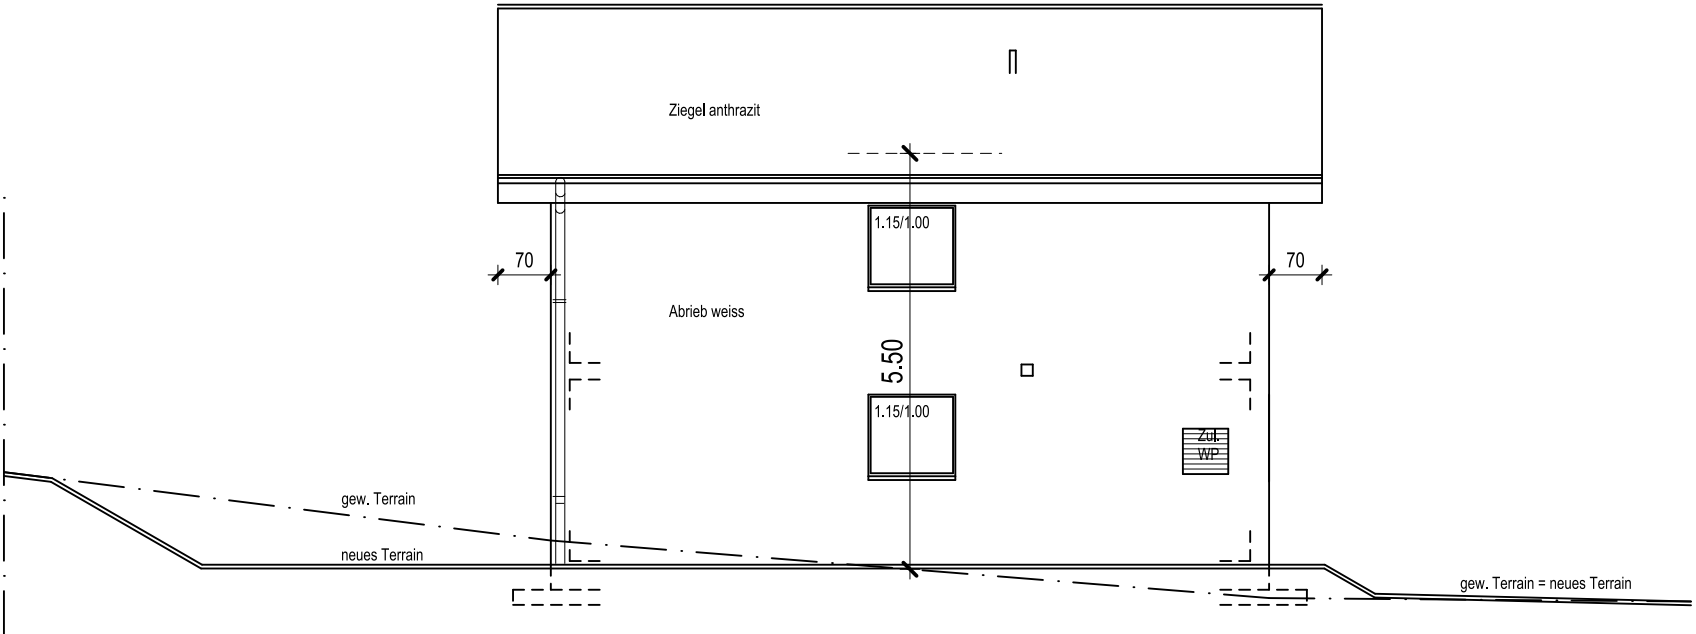 Ziegel anthrazit
1.15/1.00
70
70
Abrieb weiss
5.50
1.15/1.00
Zul.
WP
gew. Terrain
neues Terrain
gew. Terrain = neues Terrain